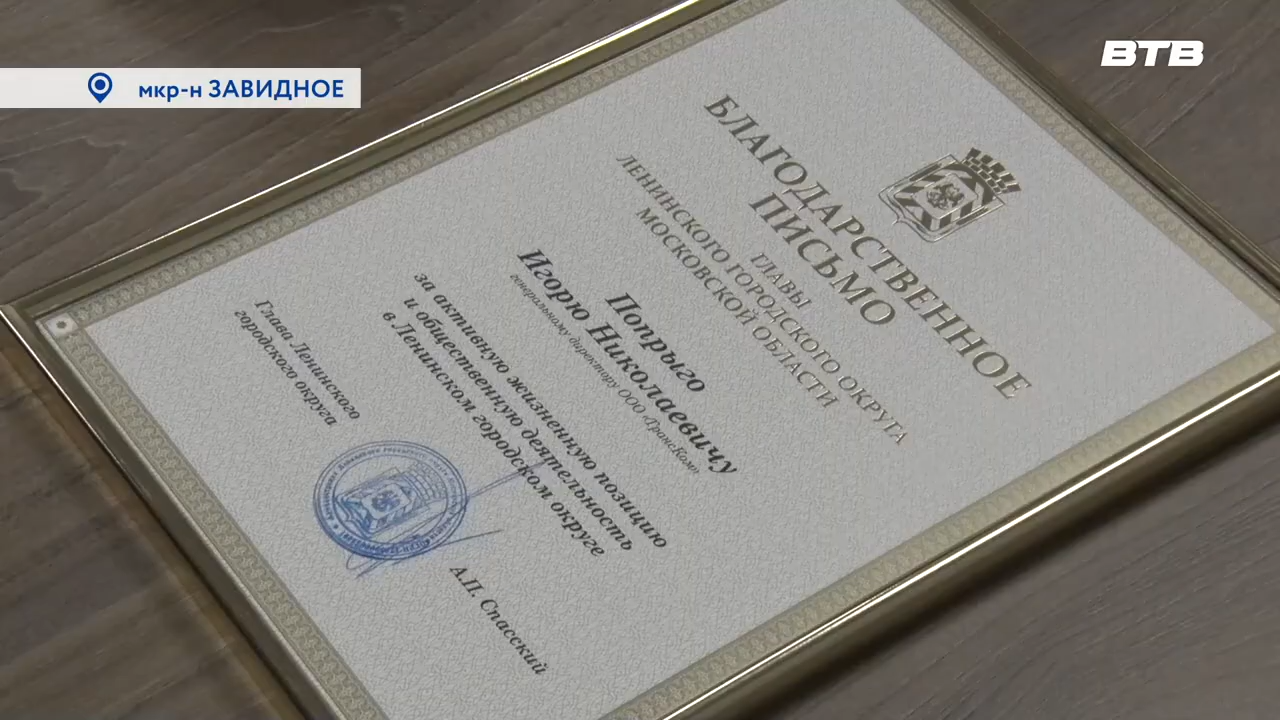 мкр-н ЗАВИДНОЕ
ВТВ
БЛАГОДАРСТВЕННОЕ
ПИСЬМО
ГЛАВЫ
ЛЕНИНСКОГО ГОРОДСКОГО ОКРУГА
МОСКОВСКОЙ ОБЛАСТИ
Попрыго
Игорю Николаевичу
генеральному директору ООО «ТрансКом»
за активную жизненную позицию
и общественную деятельность
в Ленинском городском округе
Глава Ленинского
городского округа
А.П. Спасский